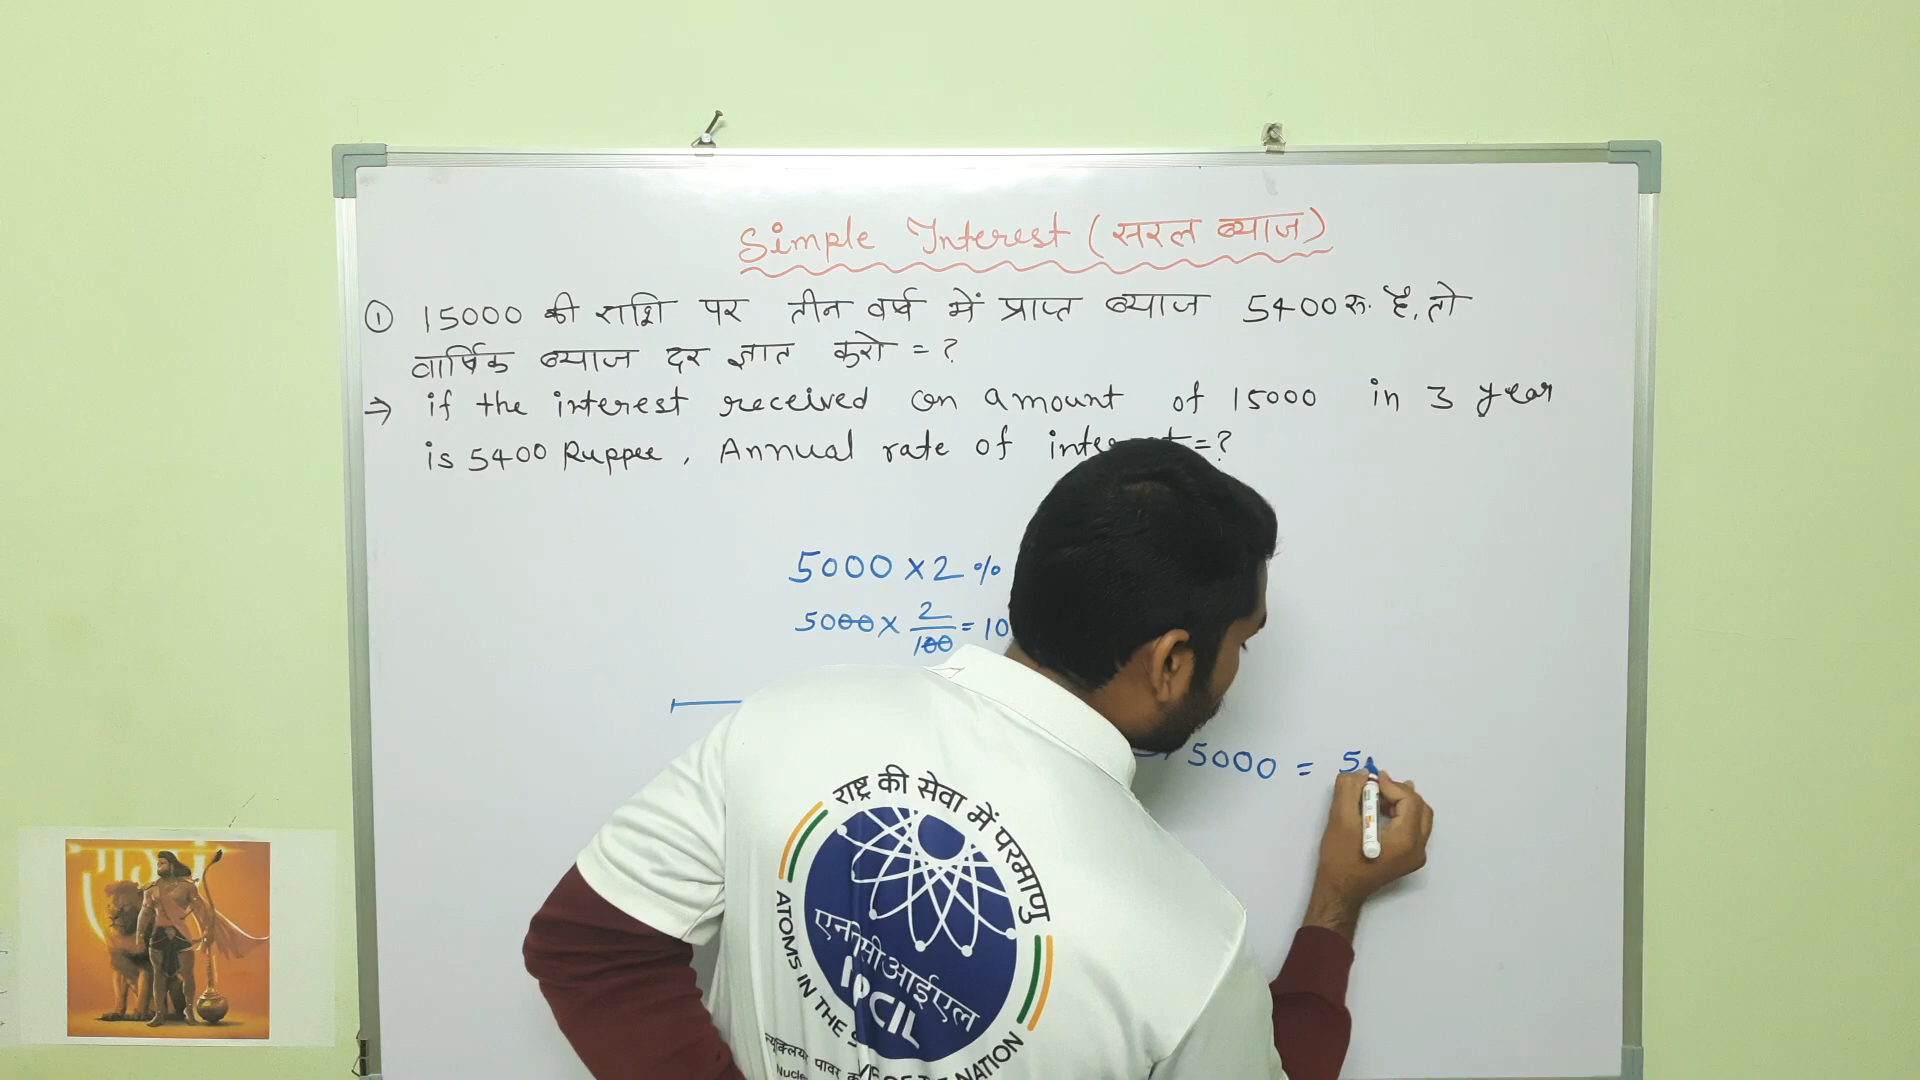 Simple Interest (सरल ब्याज)
① 15000 की राशि पर तीन वर्ष में प्राप्त ब्याज 5400 रु. है, तो
वार्षिक ब्याज दर ज्ञात करो = ?
⇒ if the interest received on amount of 15000 in 3 year
is 5400 Ruppee, Annual rate of = ?
5000 × 2 %
5000 × 2/100 = 10
5000 = 5
राष्ट्र की सेवा में परमाणु
एनपीसीआईएल
NPCIL
ATOMS IN THE NATION